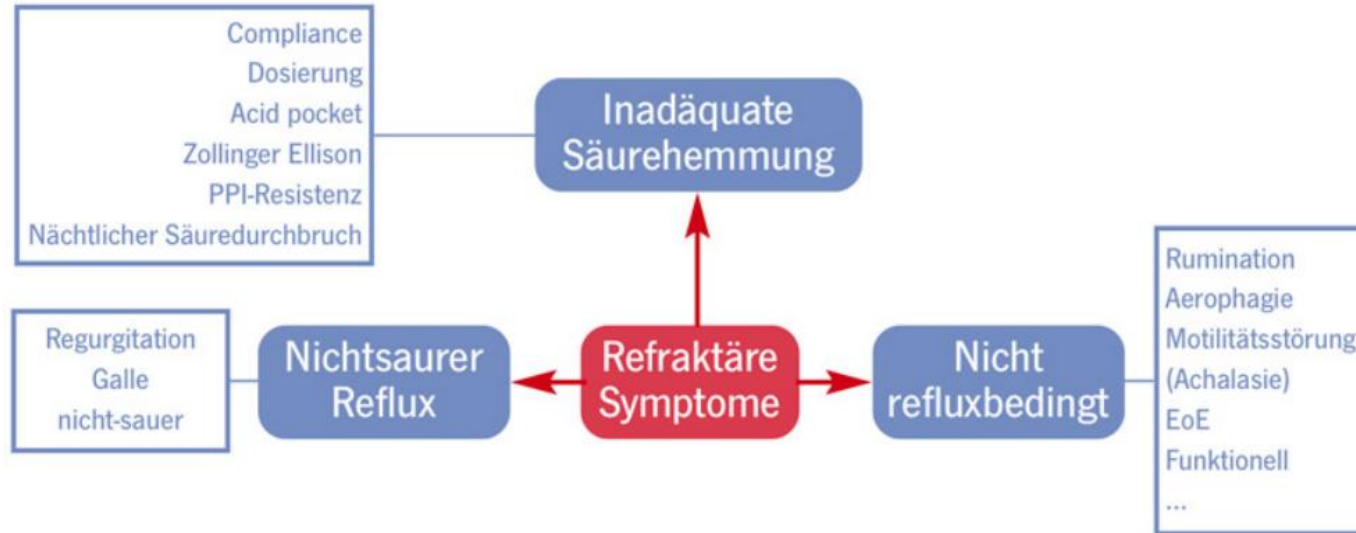 Compliance
Dosierung
Acid pocket
Zollinger Ellison
PPI-Resistenz
Nächtlicher Säuredurchbruch
Inadäquate
Säurehemmung
Regurgitation
Galle
nicht-sauer
Nichtsaurer
Reflux
Refraktäre
Symptome
Nicht
refluxbedingt
Rumination
Aerophagie
Motilitätsstörung
(Achalasie)
EoE
Funktionell
...